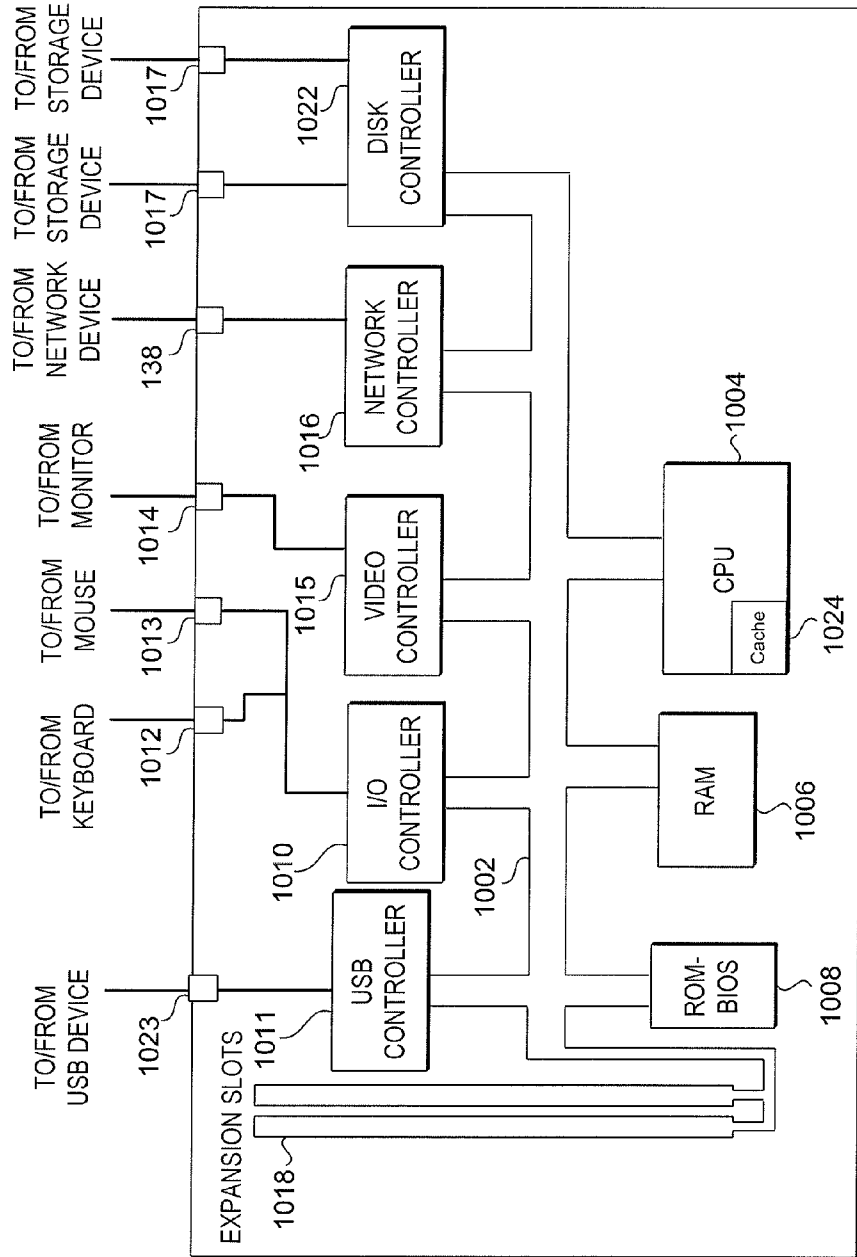 TO/FROM
USB DEVICE
TO/FROM
KEYBOARD
TO/FROM
MOUSE
TO/FROM
MONITOR
TO/FROM
NETWORK
DEVICE
TO/FROM
STORAGE
DEVICE
TO/FROM
STORAGE
DEVICE
1023
1012
1013
1014
138
1017
1017
EXPANSION SLOTS
1018
1011
USB
CONTROLLER
1010
I/O
CONTROLLER
1015
VIDEO
CONTROLLER
1016
NETWORK
CONTROLLER
1022
DISK
CONTROLLER
1002
ROM-
BIOS
1008
RAM
1006
CPU
1004
Cache
1024